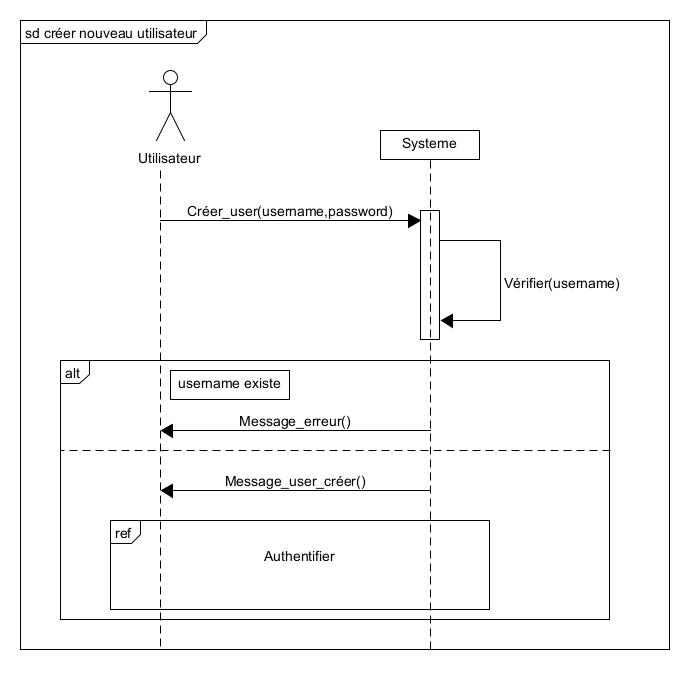 sd créer nouveau utilisateur
Utilisateur
Systeme
Créer_user(username,password)
Vérifier(username)
alt
username existe
Message_erreur()
Message_user_créer()
ref
Authentifier